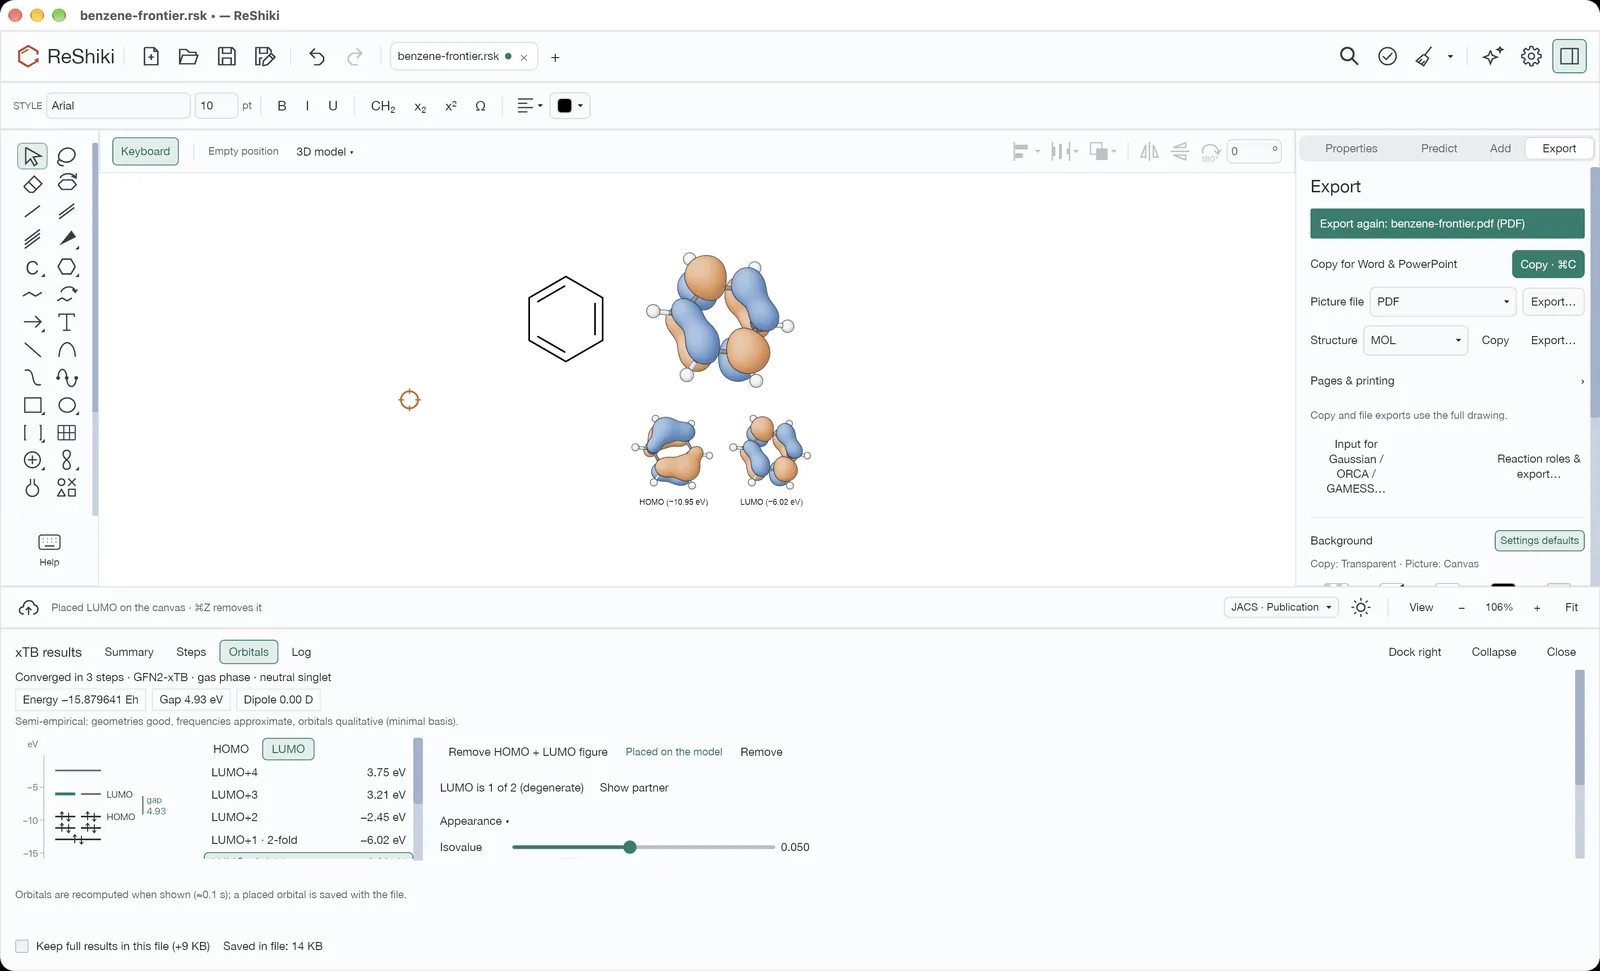 benzene-frontier.rsk • — ReShiki
ReShiki
benzene-frontier.rsk
STYLE Arial 10 pt B I U CH2 x2 x² Ω
Keyboard Empty position 3D model
180° 0 °
Properties Predict Add Export
Export
Export again: benzene-frontier.pdf (PDF)
Copy for Word & PowerPoint Copy · ⌘C
Picture file PDF Export...
Structure MOL Copy Export...
Pages & printing
Copy and file exports use the full drawing.
Input for
Gaussian /
ORCA /
GAMESS...
Reaction roles &
export...
Background Settings defaults
Copy: Transparent · Picture: Canvas
C
T
Help
HOMO (−10.95 eV) LUMO (−6.02 eV)
Placed LUMO on the canvas · ⌘Z removes it
JACS · Publication View − 106% + Fit
xTB results Summary Steps Orbitals Log Dock right Collapse Close
Converged in 3 steps · GFN2-xTB · gas phase · neutral singlet
Energy −15.879641 Eh Gap 4.93 eV Dipole 0.00 D
Semi-empirical: geometries good, frequencies approximate, orbitals qualitative (minimal basis).
eV
−5
−10
−15
LUMO
HOMO
gap
4.93
HOMO LUMO
LUMO+4 3.75 eV
LUMO+3 3.21 eV
LUMO+2 −2.45 eV
LUMO+1 · 2-fold −6.02 eV
Remove HOMO + LUMO figure Placed on the model Remove
LUMO is 1 of 2 (degenerate) Show partner
Appearance
Isovalue 0.050
Orbitals are recomputed when shown (≈0.1 s); a placed orbital is saved with the file.
Keep full results in this file (+9 KB) Saved in file: 14 KB